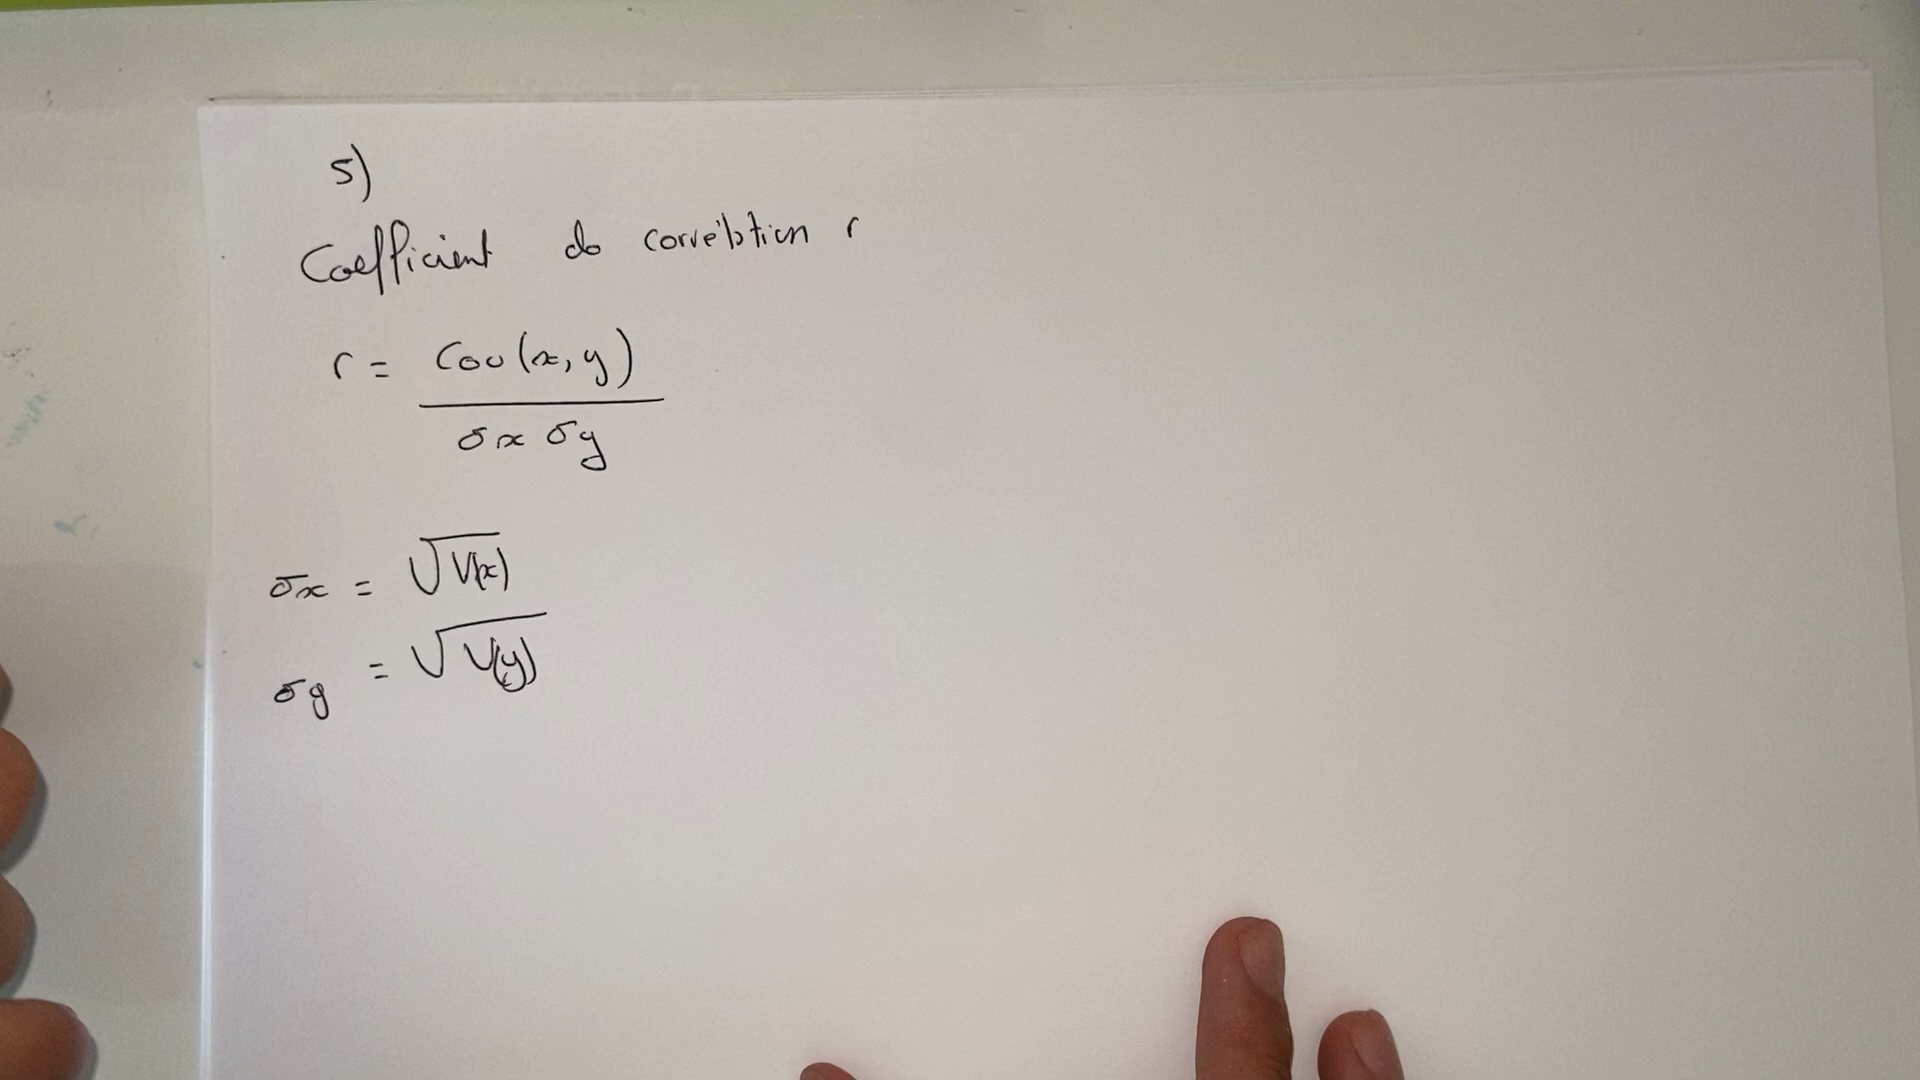 5)
Coefficient de corrélation r
r = Cov(x, y)
σx σy
σx = √V(x)
σy = √V(y)